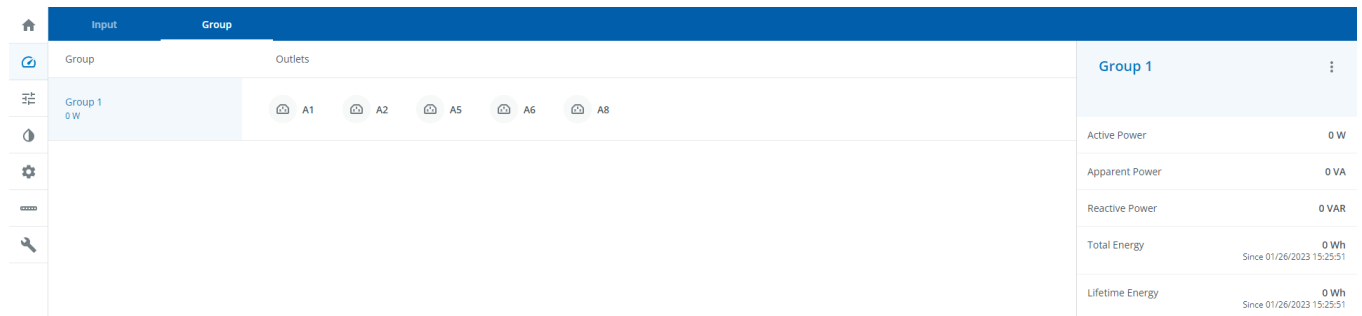 Input Group
Group Outlets
Group 1
0 W
A1 A2 A5 A6 A8
Group 1
Active Power 0 W
Apparent Power 0 VA
Reactive Power 0 VAR
Total Energy 0 Wh
Since 01/26/2023 15:25:51
Lifetime Energy 0 Wh
Since 01/26/2023 15:25:51